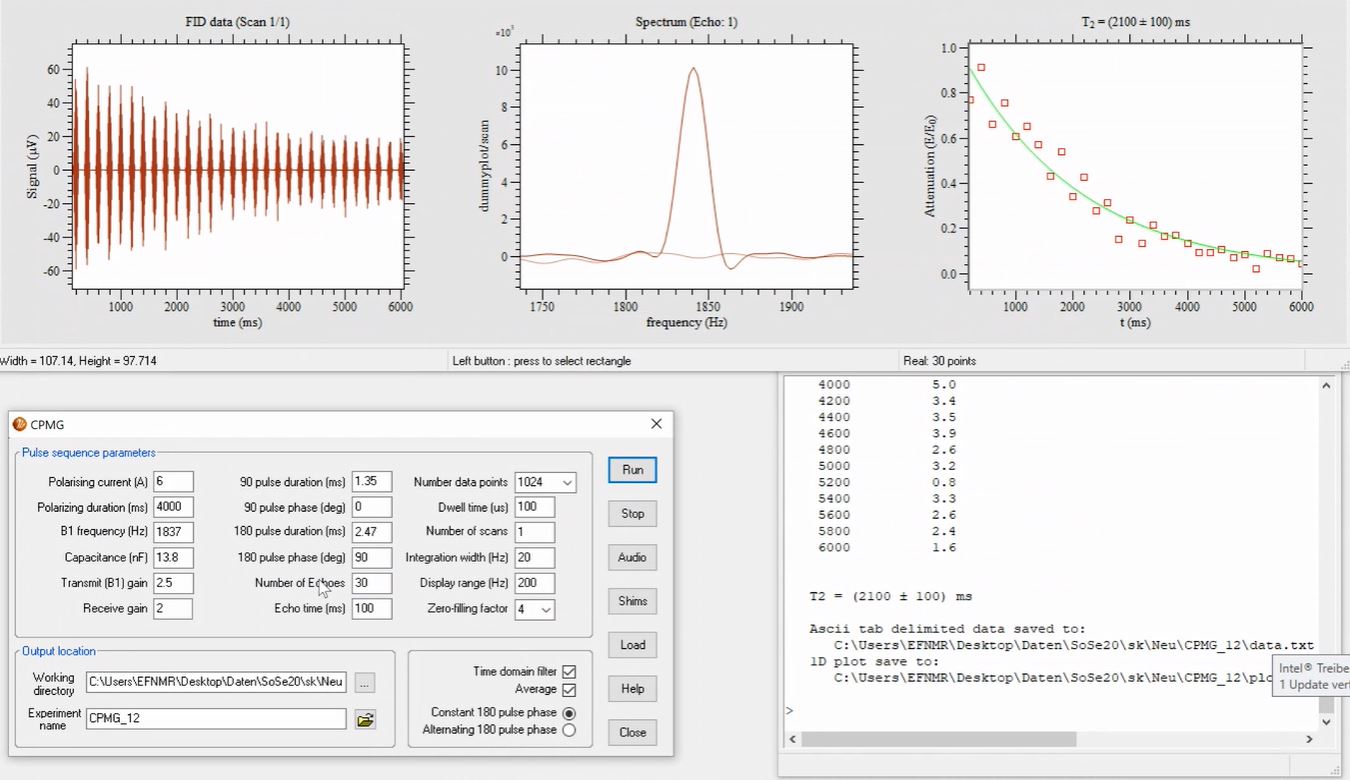 FID data (Scan 1/1)
Signal (µV)
60
40
20
0
-20
-40
-60
1000 2000 3000 4000 5000 6000
time (ms)
Spectrum (Echo: 1)
×10³
dummyplot/scan
10
8
6
4
2
0
1750 1800 1850 1900
frequency (Hz)
T₂ = (2100 ± 100) ms
Attenuation (E/E₀)
1.0
0.8
0.6
0.4
0.2
0.0
1000 2000 3000 4000 5000 6000
t (ms)
Width = 107.14, Height = 97.714
Left button : press to select rectangle
Real: 30 points
CPMG
Pulse sequence parameters
Polarising current (A) 6
Polarizing duration (ms) 4000
B1 frequency (Hz) 1837
Capacitance (nF) 13.8
Transmit (B1) gain 2.5
Receive gain 2
90 pulse duration (ms) 1.35
90 pulse phase (deg) 0
180 pulse duration (ms) 2.47
180 pulse phase (deg) 90
Number of Echoes 30
Echo time (ms) 100
Number data points 1024
Dwell time (us) 100
Number of scans 1
Integration width (Hz) 20
Display range (Hz) 200
Zero-filling factor 4
Run
Stop
Audio
Shims
Load
Help
Close
Output location
Working directory C:\Users\EFNMR\Desktop\Daten\SoSe20\sk\Neu
...
Experiment name CPMG_12
Time domain filter
Average
Constant 180 pulse phase
Alternating 180 pulse phase
4000 5.0
4200 3.4
4400 3.5
4600 3.9
4800 2.6
5000 3.2
5200 0.8
5400 3.3
5600 2.6
5800 2.4
6000 1.6
T2 = (2100 ± 100) ms
Ascii tab delimited data saved to:
C:\Users\EFNMR\Desktop\Daten\SoSe20\sk\Neu\CPMG_12\data.txt
1D plot save to:
C:\Users\EFNMR\Desktop\Daten\SoSe20\sk\Neu\CPMG_12\plo
>
Intel® Treibe
1 Update verf